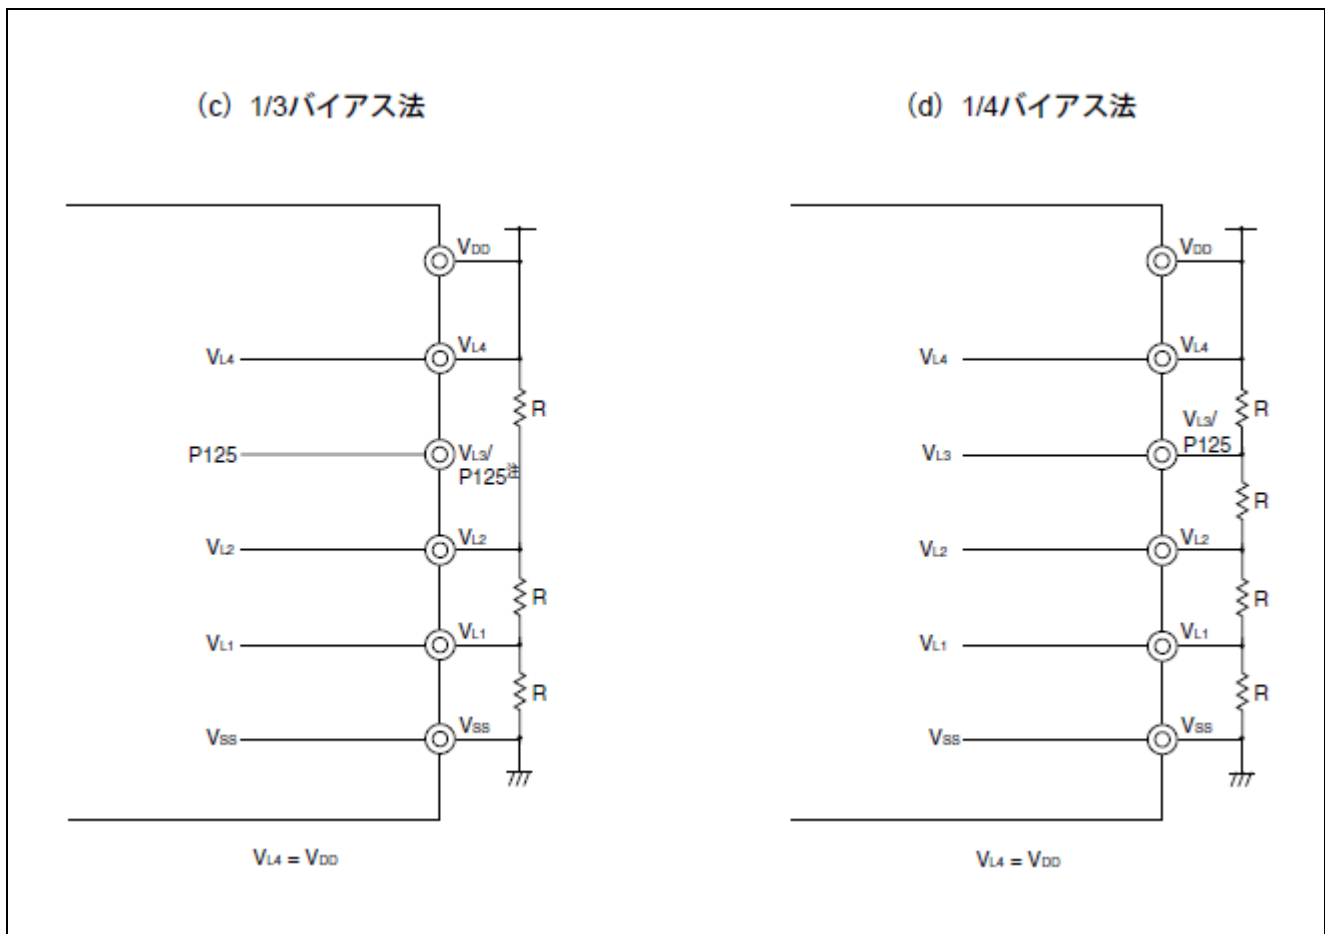 (c) 1/3バイアス法
VDD
VL4 VL4
R
P125 VL3/
P125注
VL2 VL2
R
VL1 VL1
R
VSS VSS
VL4 = VDD
(d) 1/4バイアス法
VDD
VL4 VL4
R
VL3/
P125
VL3
R
VL2 VL2
R
VL1 VL1
R
VSS VSS
VL4 = VDD